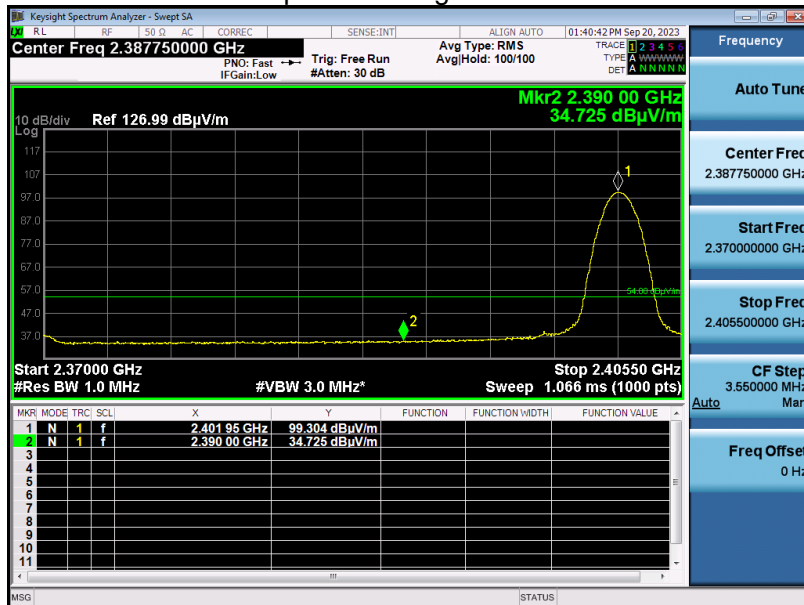 Keysight Spectrum Analyzer - Swept SA
RL RF 50 Ω AC CORREC SENSE:INT ALIGN AUTO 01:40:42 PM Sep 20, 2023
Center Freq 2.387750000 GHz
PNO: Fast
IFGain:Low
Trig: Free Run
#Atten: 30 dB
Avg Type: RMS
Avg|Hold: 100/100
TRACE 1 2 3 4 5 6
TYPE A WWWWW
DET A N N N N N
Frequency
Mkr2 2.390 00 GHz
34.725 dBµV/m
10 dB/div Ref 126.99 dBµV/m
Log
117
107
97.0
87.0
77.0
67.0
57.0
47.0
37.0
1
2
54.00 dBµV/m
Start 2.37000 GHz Stop 2.40550 GHz
#Res BW 1.0 MHz #VBW 3.0 MHz* Sweep 1.066 ms (1000 pts)
MKR MODE TRC SCL X Y FUNCTION FUNCTION WIDTH FUNCTION VALUE
1 N 1 f 2.401 95 GHz 99.304 dBµV/m
2 N 1 f 2.390 00 GHz 34.725 dBµV/m
3
4
5
6
7
8
9
10
11
MSG STATUS
Auto Tune
Center Freq
2.387750000 GHz
Start Freq
2.370000000 GHz
Stop Freq
2.405500000 GHz
CF Step
3.550000 MHz
Auto Man
Freq Offset
0 Hz